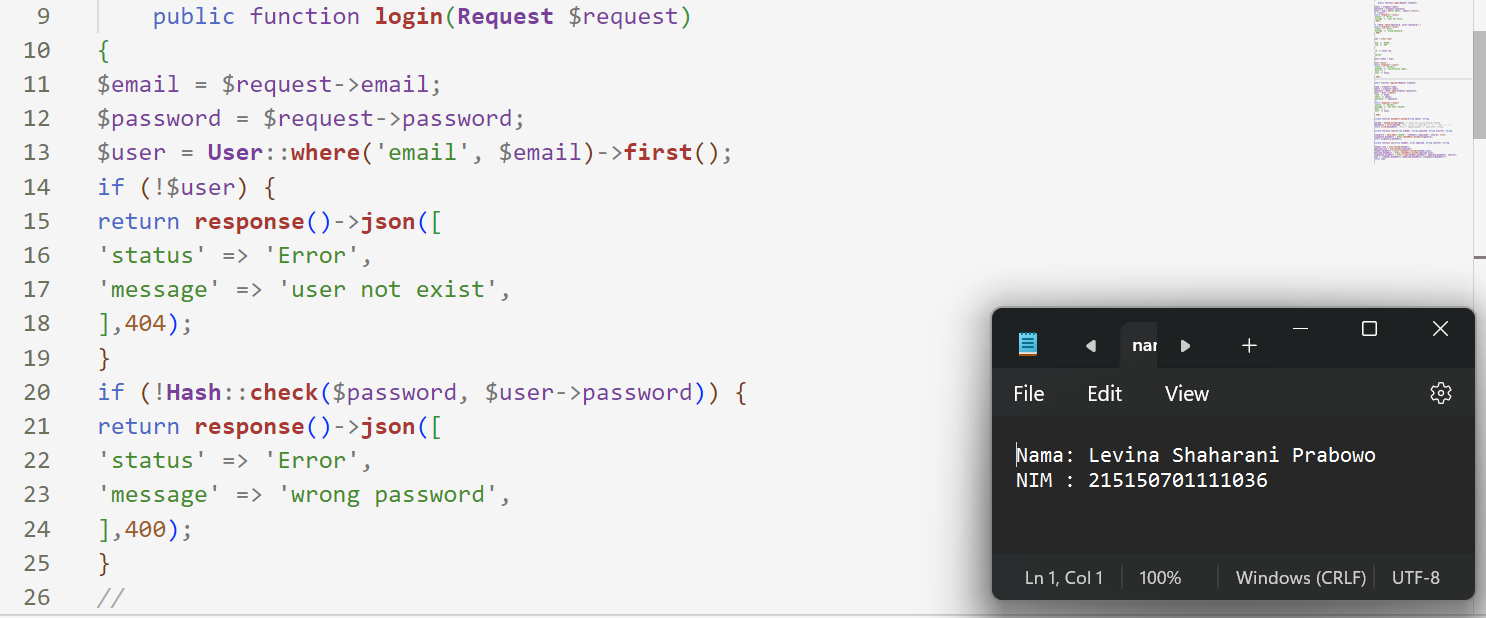 9 public function login(Request $request)
10 {
11 $email = $request->email;
12 $password = $request->password;
13 $user = User::where('email', $email)->first();
14 if (!$user) {
15 return response()->json([
16 'status' => 'Error',
17 'message' => 'user not exist',
18 ],404);
19 }
20 if (!Hash::check($password, $user->password)) {
21 return response()->json([
22 'status' => 'Error',
23 'message' => 'wrong password',
24 ],400);
25 }
26 //
File Edit View
Nama: Levina Shaharani Prabowo
NIM : 215150701111036
Ln 1, Col 1 100% Windows (CRLF) UTF-8